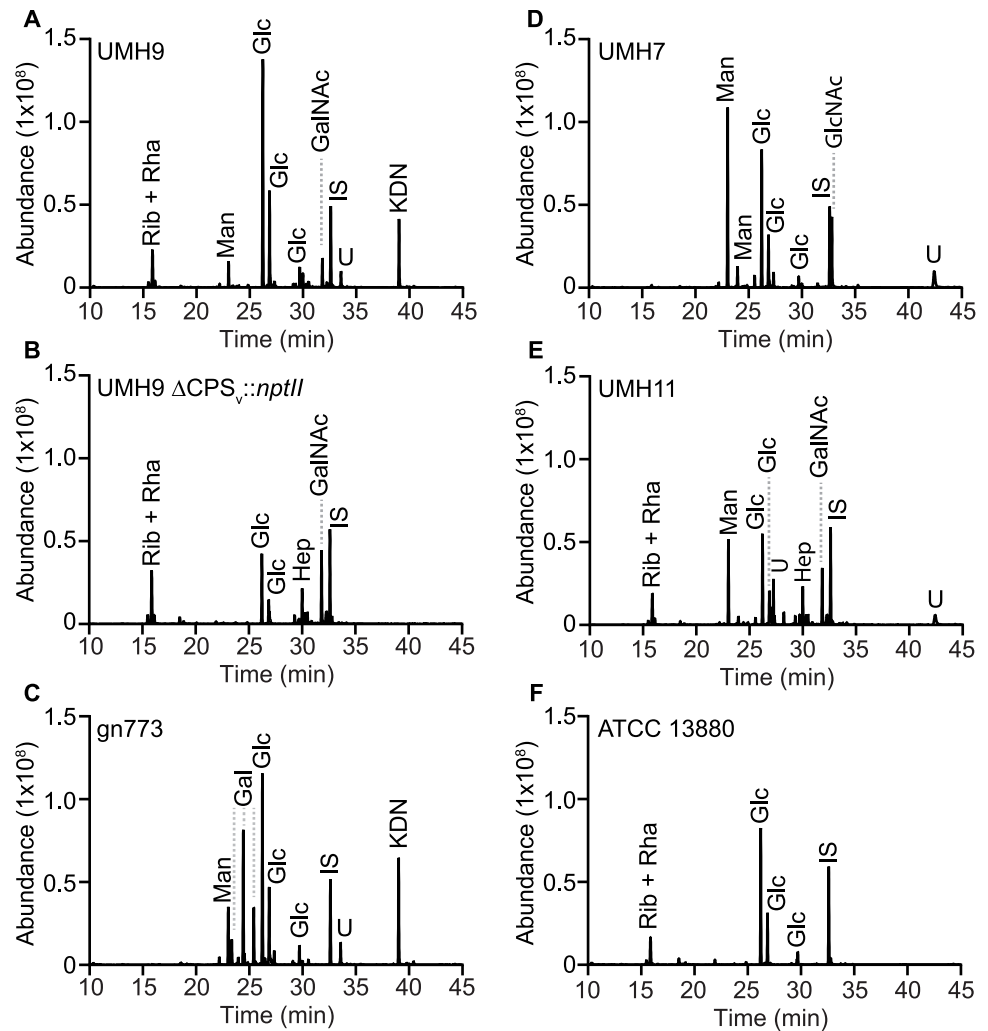 A
UMH9
Abundance (1x10⁸)
1.5
1.0
0.5
0
Rib + Rha
Man
Glc
Glc
Glc
GalNAc
IS
U
KDN
10 15 20 25 30 35 40 45
Time (min)
B
UMH9 ΔCPSᵥ::nptII
Abundance (1x10⁸)
1.5
1.0
0.5
0
Rib + Rha
Glc
Glc
Hep
GalNAc
IS
10 15 20 25 30 35 40 45
Time (min)
C
gn773
Abundance (1x10⁸)
1.5
1.0
0.5
0
Man
Gal
Glc
Glc
Glc
IS
U
KDN
10 15 20 25 30 35 40 45
Time (min)
D
UMH7
Abundance (1x10⁸)
1.5
1.0
0.5
0
Man
Man
Glc
Glc
Glc
IS
GlcNAc
U
10 15 20 25 30 35 40 45
Time (min)
E
UMH11
Abundance (1x10⁸)
1.5
1.0
0.5
0
Rib + Rha
Man
Glc
Glc
U
Hep
GalNAc
IS
U
10 15 20 25 30 35 40 45
Time (min)
F
ATCC 13880
Abundance (1x10⁸)
1.5
1.0
0.5
0
Rib + Rha
Glc
Glc
Glc
IS
10 15 20 25 30 35 40 45
Time (min)